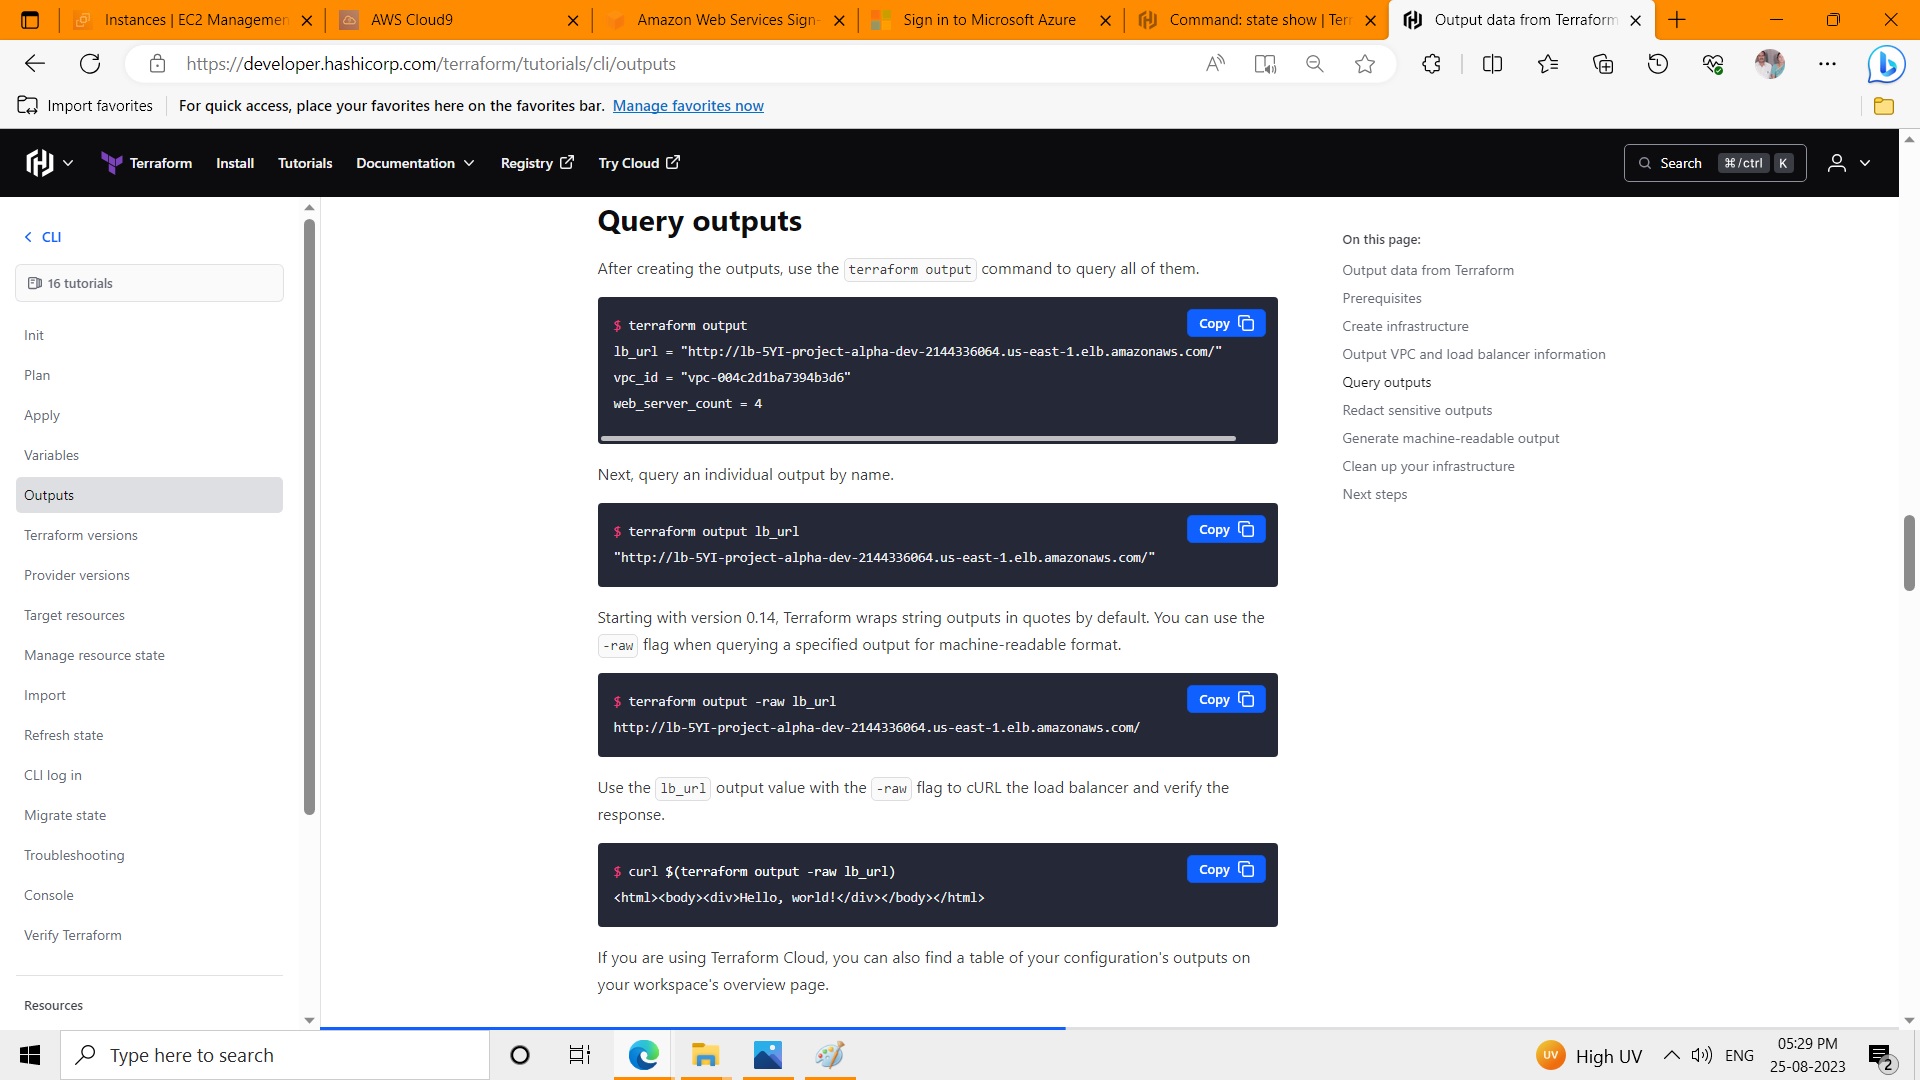 Instances | EC2 Managemen
AWS Cloud9
Amazon Web Services Sign-
Sign in to Microsoft Azure
Command: state show | Terr
Output data from Terraform
https://developer.hashicorp.com/terraform/tutorials/cli/outputs
Import favorites
For quick access, place your favorites here on the favorites bar. Manage favorites now
Terraform
Install
Tutorials
Documentation
Registry
Try Cloud
Search ⌘/ctrl K
CLI
16 tutorials
Init
Plan
Apply
Variables
Outputs
Terraform versions
Provider versions
Target resources
Manage resource state
Import
Refresh state
CLI log in
Migrate state
Troubleshooting
Console
Verify Terraform
Resources
Query outputs
After creating the outputs, use the terraform output command to query all of them.
$ terraform output
Copy
lb_url = "http://lb-5YI-project-alpha-dev-2144336064.us-east-1.elb.amazonaws.com/"
vpc_id = "vpc-004c2d1ba7394b3d6"
web_server_count = 4
Next, query an individual output by name.
$ terraform output lb_url
Copy
"http://lb-5YI-project-alpha-dev-2144336064.us-east-1.elb.amazonaws.com/"
Starting with version 0.14, Terraform wraps string outputs in quotes by default. You can use the
-raw flag when querying a specified output for machine-readable format.
$ terraform output -raw lb_url
Copy
http://lb-5YI-project-alpha-dev-2144336064.us-east-1.elb.amazonaws.com/
Use the lb_url output value with the -raw flag to cURL the load balancer and verify the
response.
$ curl $(terraform output -raw lb_url)
Copy
<html><body><div>Hello, world!</div></body></html>
If you are using Terraform Cloud, you can also find a table of your configuration's outputs on
your workspace's overview page.
On this page:
Output data from Terraform
Prerequisites
Create infrastructure
Output VPC and load balancer information
Query outputs
Redact sensitive outputs
Generate machine-readable output
Clean up your infrastructure
Next steps
Type here to search
UV
High UV
ENG
05:29 PM
25-08-2023
2